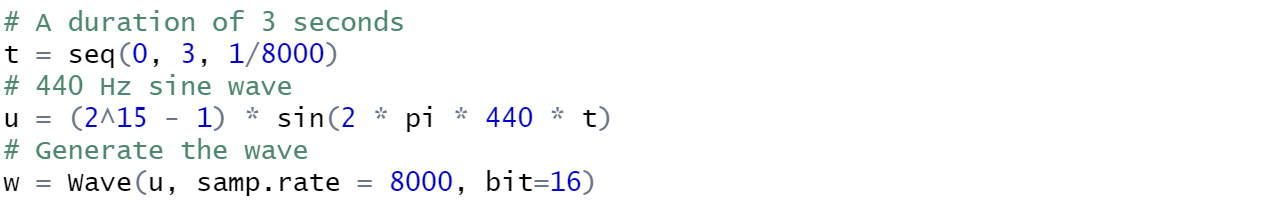 # A duration of 3 seconds
t = seq(0, 3, 1/8000)
# 440 Hz sine wave
u = (2^15 - 1) * sin(2 * pi * 440 * t)
# Generate the wave
w = Wave(u, samp.rate = 8000, bit=16)